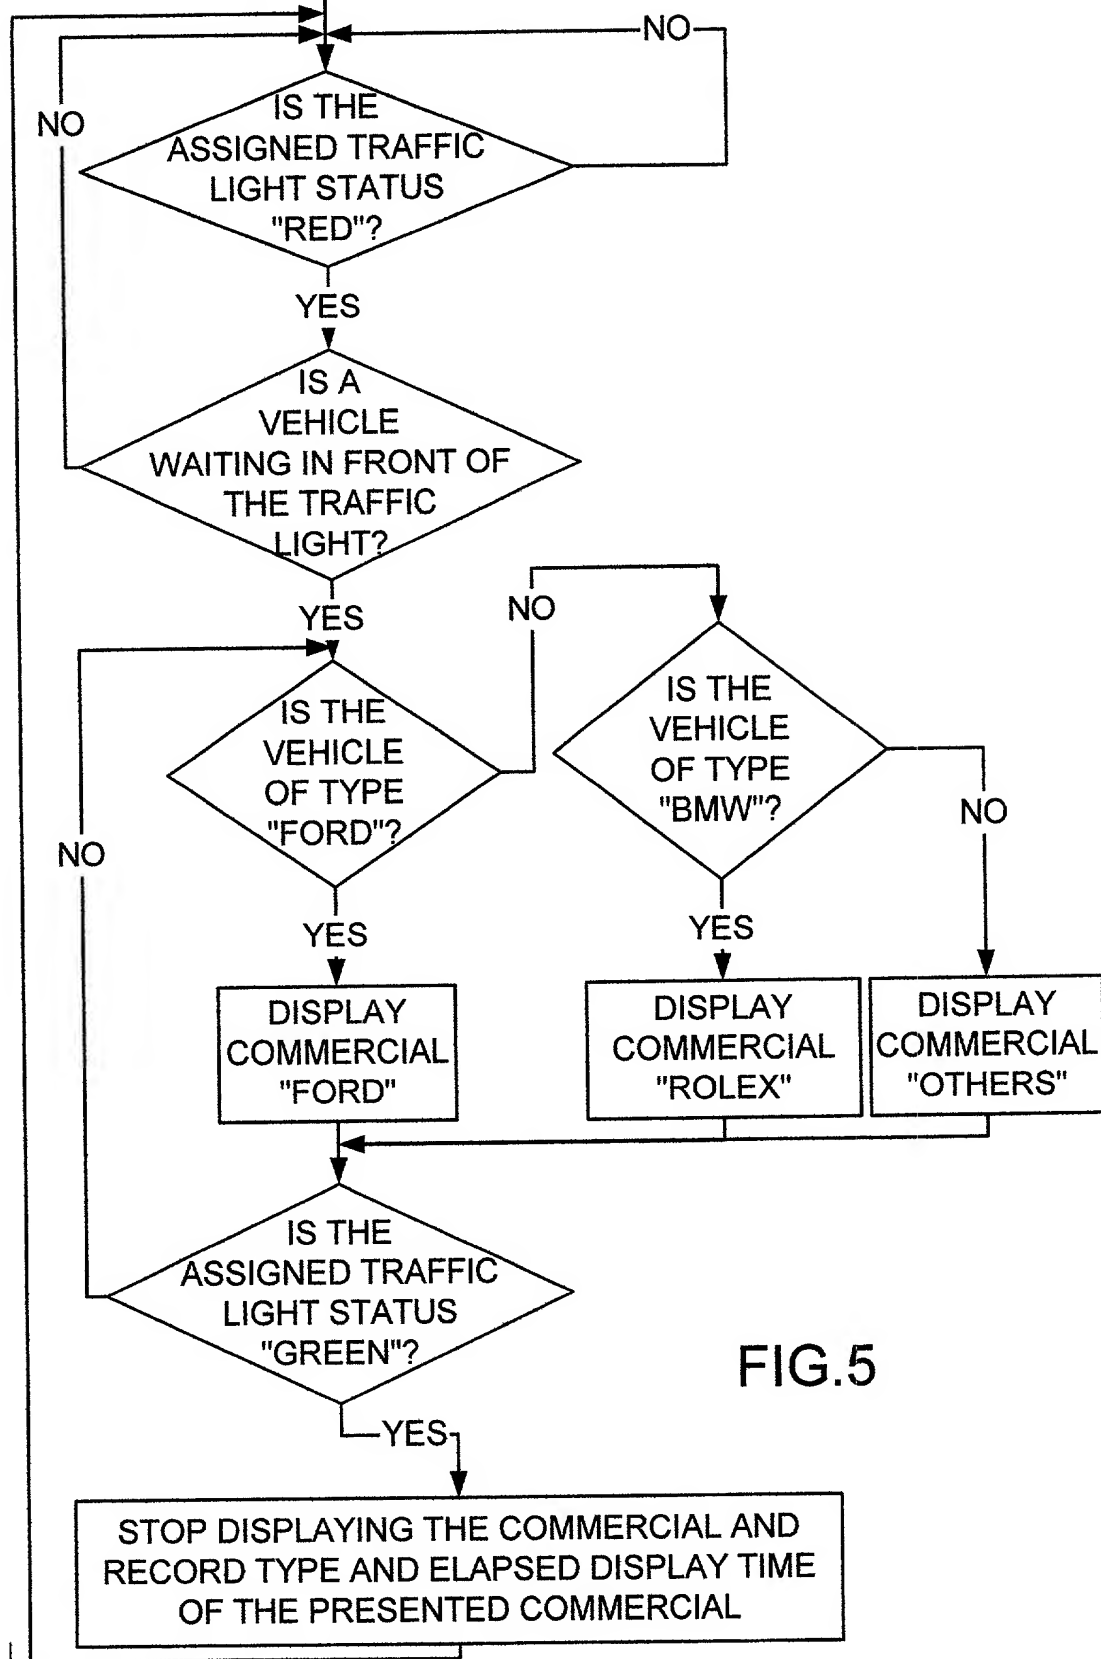 NO
NO
IS THE
ASSIGNED TRAFFIC
LIGHT STATUS
"RED"?
YES
IS A
VEHICLE
WAITING IN FRONT OF
THE TRAFFIC
LIGHT?
YES
NO
IS THE
VEHICLE
OF TYPE
"FORD"?
IS THE
VEHICLE
OF TYPE
"BMW"?
NO
NO
YES
YES
DISPLAY
COMMERCIAL
"FORD"
DISPLAY
COMMERCIAL
"ROLEX"
DISPLAY
COMMERCIAL
"OTHERS"
IS THE
ASSIGNED TRAFFIC
LIGHT STATUS
"GREEN"?
FIG.5
YES
STOP DISPLAYING THE COMMERCIAL AND
RECORD TYPE AND ELAPSED DISPLAY TIME
OF THE PRESENTED COMMERCIAL